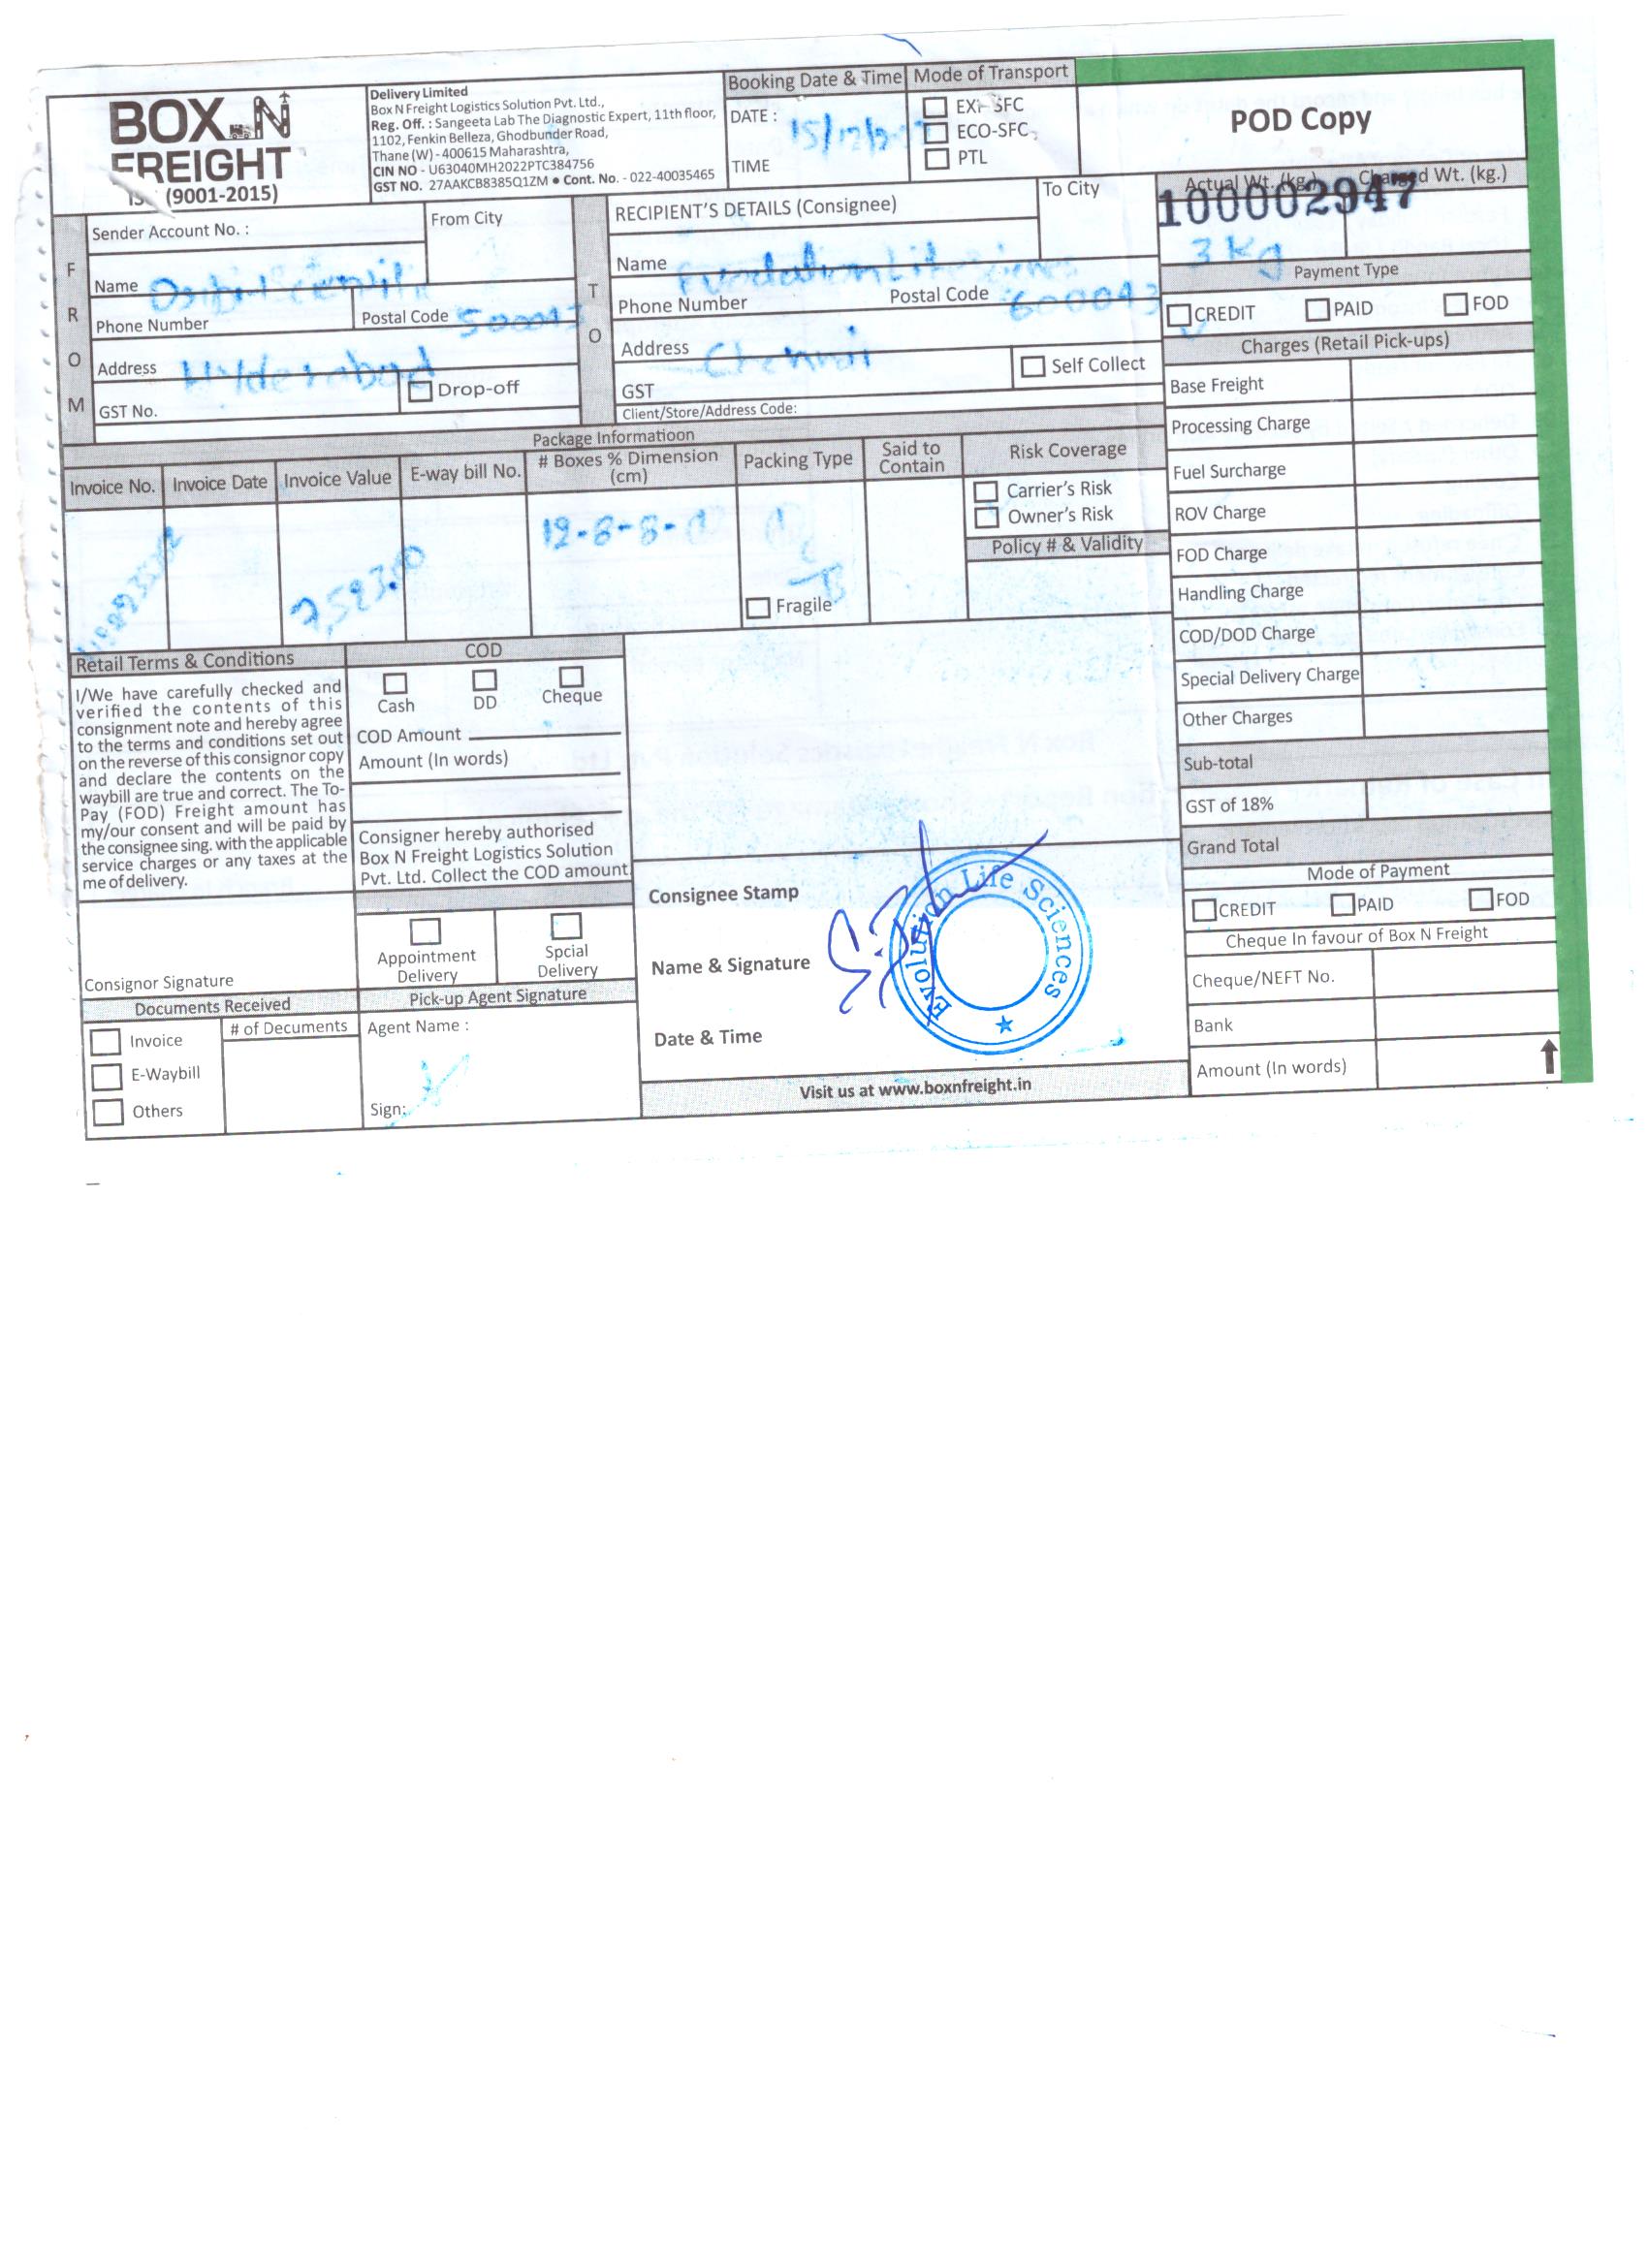 BOX N
FREIGHT
(9001-2015)
Delivery Limited
Box N Freight Logistics Solution Pvt. Ltd.,
Reg. Off. : Sangeeta Lab The Diagnostic Expert, 11th floor,
1102, Fenkin Belleza, Ghodbunder Road,
Thane (W) - 400615 Maharashtra,
CIN NO - U63040MH2022PTC384756
GST NO. 27AAKCB8385Q1ZM • Cont. No. - 022-40035465
Booking Date & Time
DATE : 15/12/
TIME
Mode of Transport
SFC
ECO-SFC
PTL
POD Copy
FROM
Sender Account No. :
From City
Name
Phone Number
Postal Code 500013
Address Hyderabad
Drop-off
GST No.
TO
RECIPIENT'S DETAILS (Consignee)
To City
Name Evolution Life Sciences
Phone Number
Postal Code 600093
Address Chennai
Self Collect
GST
Client/Store/Address Code:
Actual Wt. (kg.) Charged Wt. (kg.)
100002947
3 Kg
Payment Type
CREDIT PAID FOD
Charges (Retail Pick-ups)
Base Freight
Processing Charge
Fuel Surcharge
ROV Charge
FOD Charge
Handling Charge
COD/DOD Charge
Special Delivery Charge
Other Charges
Sub-total
GST of 18%
Grand Total
Mode of Payment
CREDIT PAID FOD
Cheque In favour of Box N Freight
Cheque/NEFT No.
Bank
Amount (In words)
Package Informatioon
Invoice No.
Invoice Date
Invoice Value
2,593.00
E-way bill No.
# Boxes % Dimension
(cm)
12-8-8-
Packing Type
Fragile
Said to
Contain
Risk Coverage
Carrier's Risk
Owner's Risk
Policy # & Validity
Retail Terms & Conditions
I/We have carefully checked and
verified the contents of this
consignment note and hereby agree
to the terms and conditions set out
on the reverse of this consignor copy
and declare the contents on the
waybill are true and correct. The To-
Pay (FOD) Freight amount has
my/our consent and will be paid by
the consignee sing. with the applicable
service charges or any taxes at the
me of delivery.
Consignor Signature
COD
Cash DD Cheque
COD Amount
Amount (In words)
Consigner hereby authorised
Box N Freight Logistics Solution
Pvt. Ltd. Collect the COD amount
Appointment
Delivery
Spcial
Delivery
Documents Received
Invoice
E-Waybill
Others
# of Decuments
Pick-up Agent Signature
Agent Name :
Sign:
Consignee Stamp
Name & Signature
Date & Time
Evolution Life Sciences
Visit us at www.boxnfreight.in